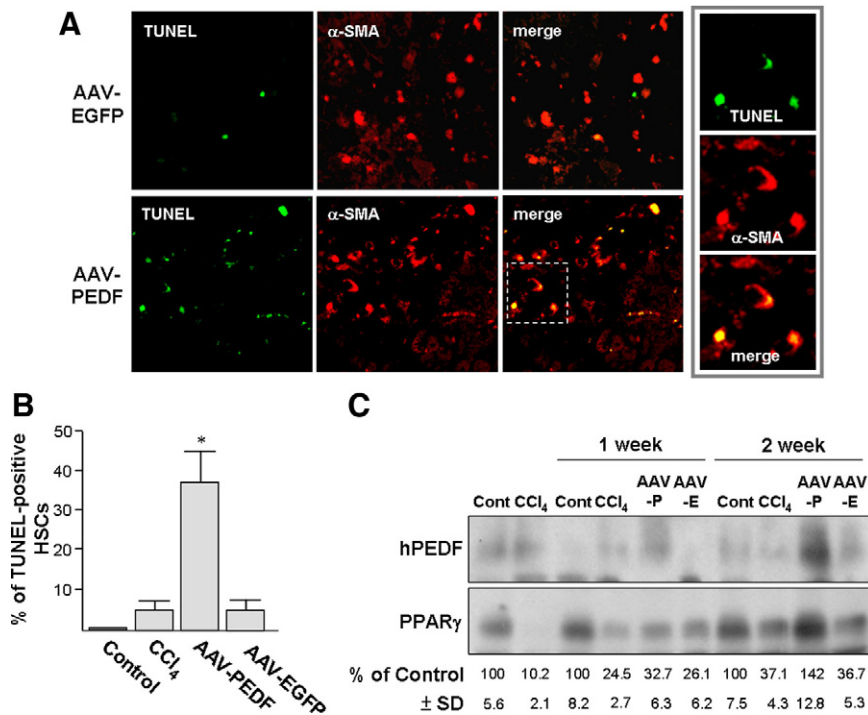 A
TUNEL α-SMA merge
AAV-EGFP
TUNEL α-SMA merge
AAV-PEDF
TUNEL
α-SMA
merge
B
% of TUNEL-positive HSCs
50
40
30
20
10
*
Control CCl4 AAV-PEDF AAV-EGFP
C
1 week 2 week
Cont CCl4 Cont CCl4 AAV-P AAV-E Cont CCl4 AAV-P AAV-E
hPEDF
PPARγ
% of Control 100 10.2 100 24.5 32.7 26.1 100 37.1 142 36.7
± SD 5.6 2.1 8.2 2.7 6.3 6.2 7.5 4.3 12.8 5.3